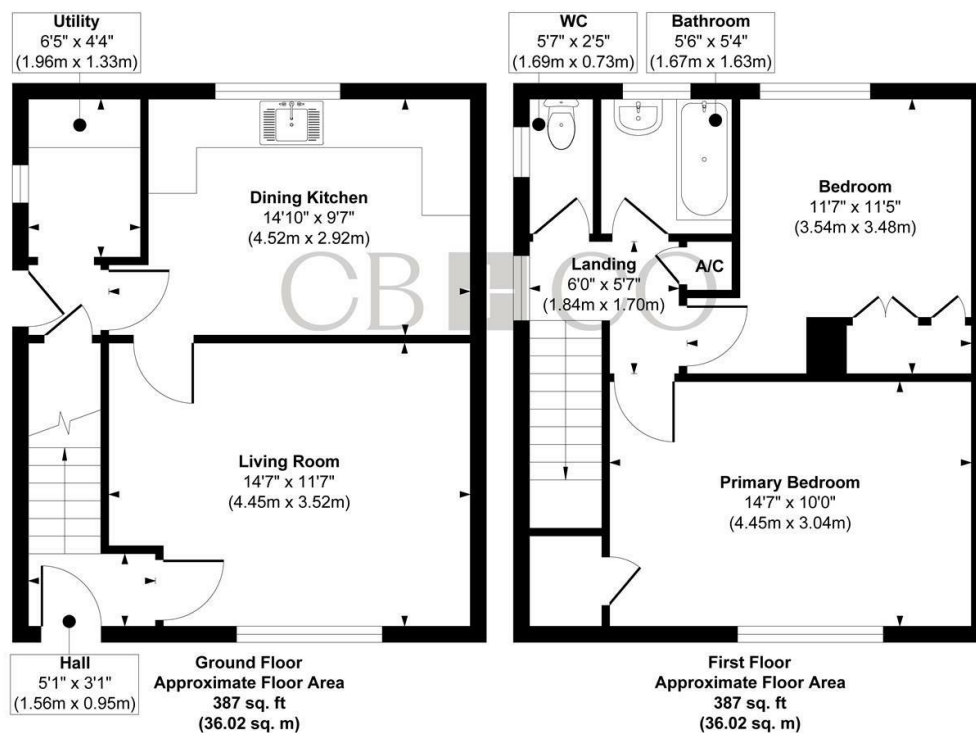 Utility
6'5" x 4'4"
(1.96m x 1.33m)
WC
5'7" x 2'5"
(1.69m x 0.73m)
Bathroom
5'6" x 5'4"
(1.67m x 1.63m)
Dining Kitchen
14'10" x 9'7"
(4.52m x 2.92m)
Bedroom
11'7" x 11'5"
(3.54m x 3.48m)
Landing
6'0" x 5'7"
(1.84m x 1.70m)
A/C
CB CO
Living Room
14'7" x 11'7"
(4.45m x 3.52m)
Primary Bedroom
14'7" x 10'0"
(4.45m x 3.04m)
Hall
5'1" x 3'1"
(1.56m x 0.95m)
Ground Floor
Approximate Floor Area
387 sq. ft
(36.02 sq. m)
First Floor
Approximate Floor Area
387 sq. ft
(36.02 sq. m)